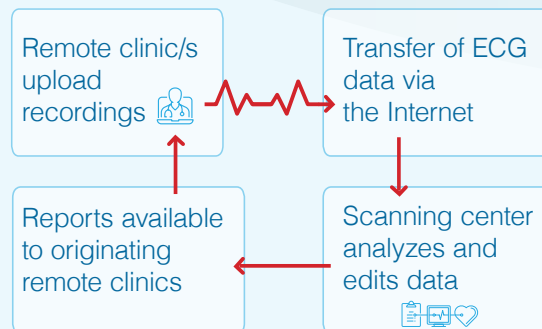 Remote clinic/s
upload
recordings
Transfer of ECG
data via
the Internet
Scanning center
analyzes and
edits data
Reports available
to originating
remote clinics